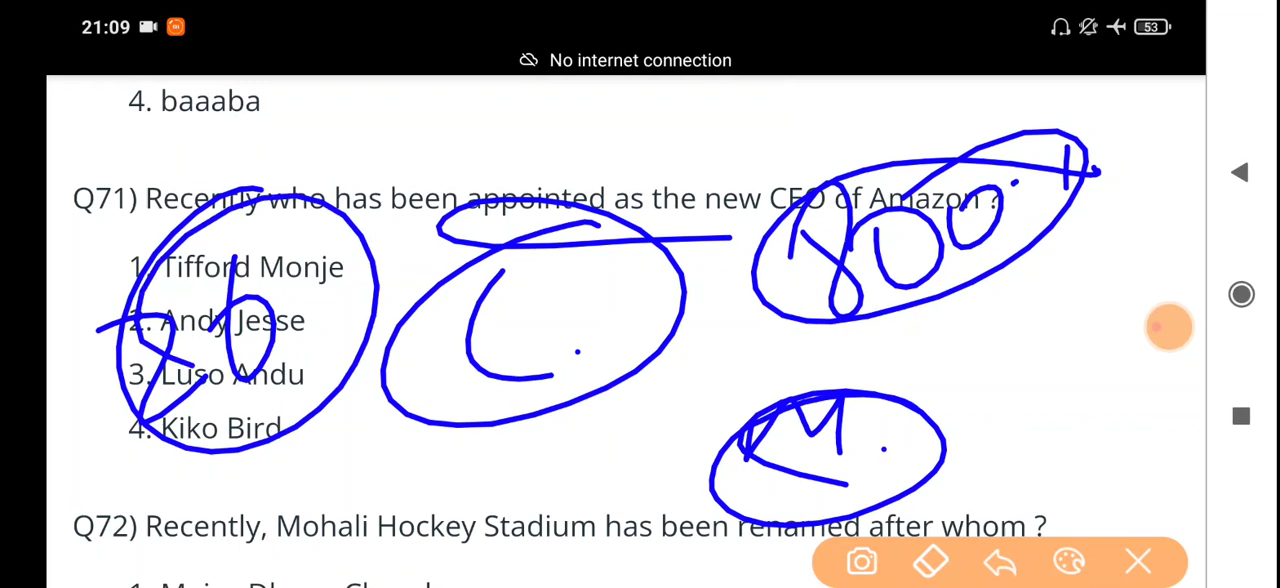 21:09
53
No internet connection
4. baaaba
Q71) Recently who has been appointed as the new CEO of Amazon ?
1. Tifford Monje
2. Andy Jesse
3. Luso Andu
4. Kiko Bird
Q72) Recently, Mohali Hockey Stadium has been renamed after whom ?